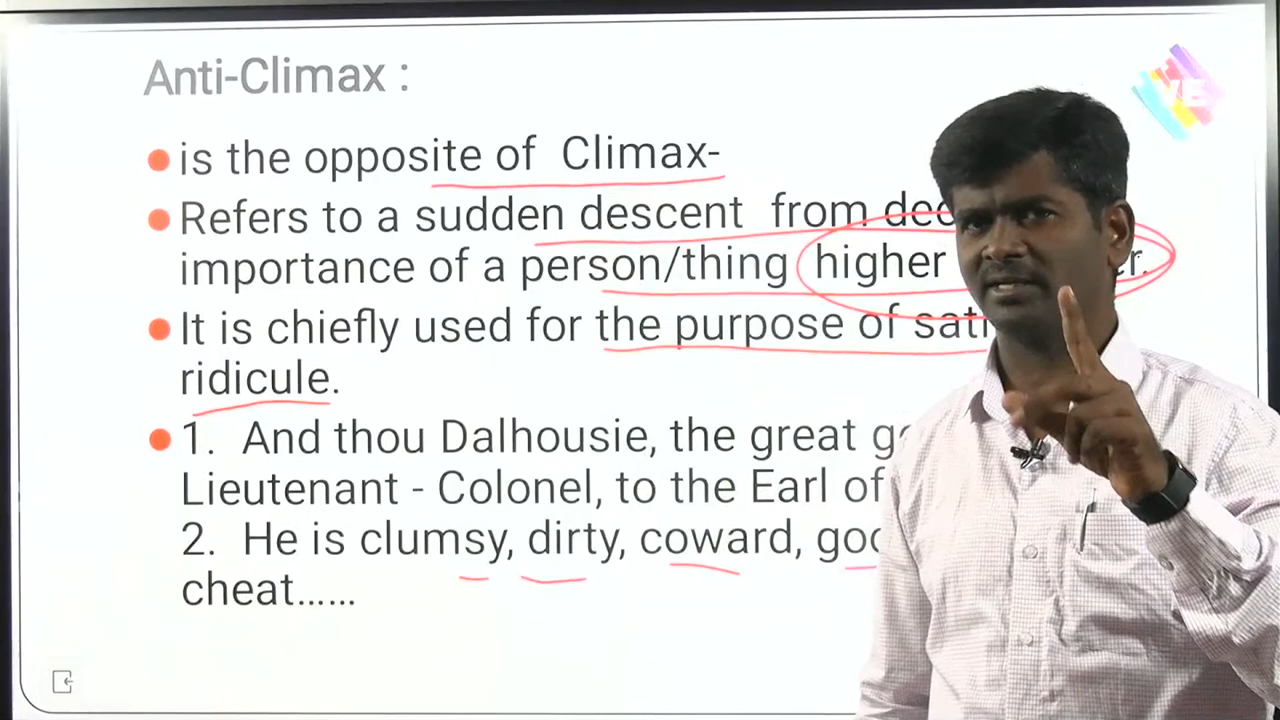 Anti-Climax :
is the opposite of Climax-
Refers to a sudden descent from
importance of a person/thing higher
It is chiefly used for the purpose of
ridicule.
1. And thou Dalhousie, the great
Lieutenant - Colonel, to the Earl of
2. He is clumsy, dirty, coward,
cheat......
YE